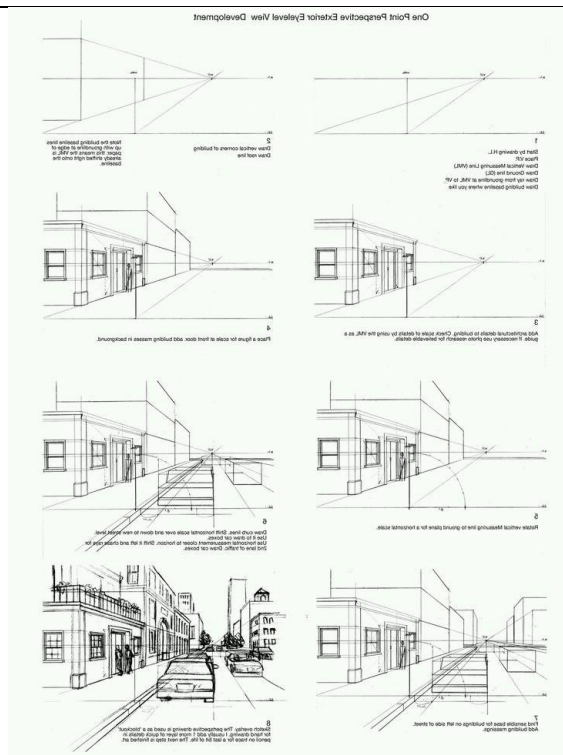 One Point Perspective Exterior Eyelevel View Development
1
Start by drawing H.L.
Place V.P.
Draw Vertical Measuring Line (VML)
Draw Ground line (GL)
Draw ray from groundline at VML to VP
Draw building baseline where you like
2
Draw vertical corners of building
Draw roof line
Note the building baseline lines
up with groundline at edge of
paper, this means the VML is
already shifted right onto the
baseline.
3
Add architectural details to building. Check scale of details by using the VML as a
guide. If necessary use photo research for believable details.
4
Place a figure for scale at front door, add building masses in background.
5
Rotate vertical Measuring line to ground plane for a horizontal scale.
6
Draw curb lines. Shift horizontal scale over and down to new street level.
Use it to draw car boxes.
Use horizontal measurement closer to horizon. Shift it left and chase rays for
2nd lane of traffic. Draw car boxes
7
Find sensible base for buildings on left side of street.
Add building massings.
8
Sketch overlay. The perspective drawing is used as a 'blockout'
for hand drawing. I usually add 1 more layer of quick details in
pencil on vase for a last bit of life. The next step is finished art.